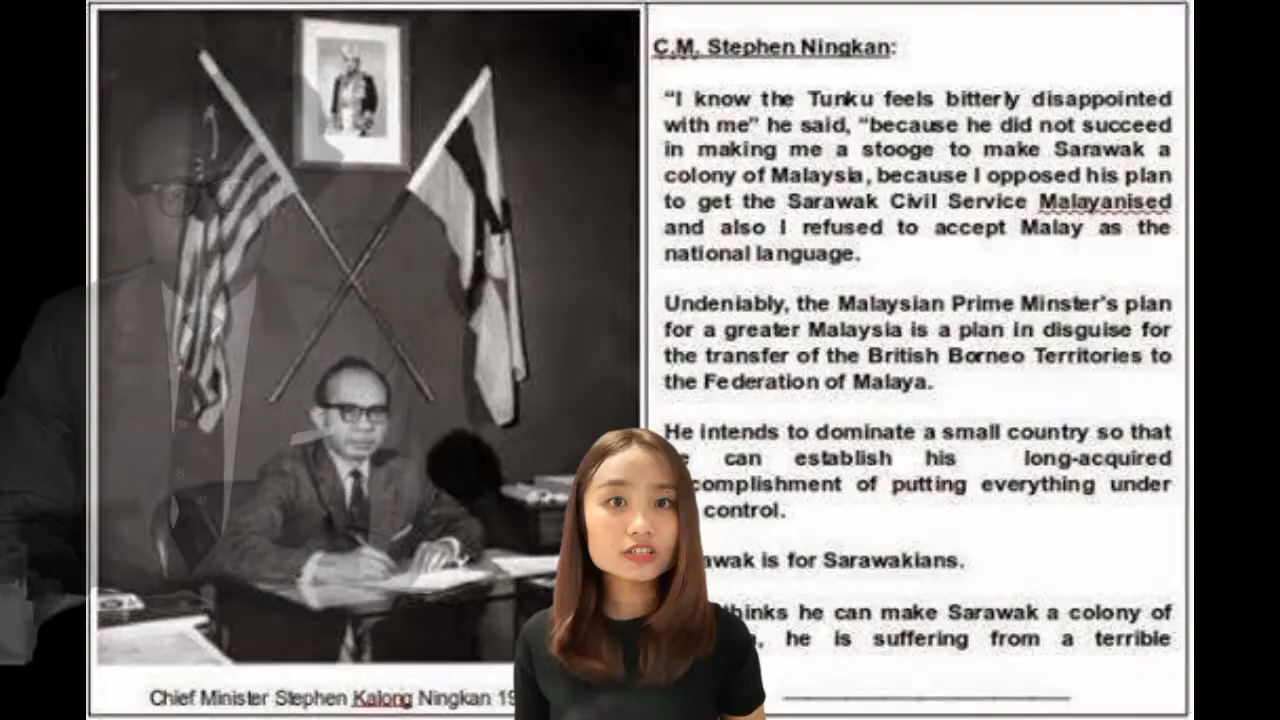 C.M. Stephen Ningkan:
“I know the Tunku feels bitterly disappointed
with me” he said, “because he did not succeed
in making me a stooge to make Sarawak a
colony of Malaysia, because I opposed his plan
to get the Sarawak Civil Service Malayanised
and also I refused to accept Malay as the
national language.
Undeniably, the Malaysian Prime Minster's plan
for a greater Malaysia is a plan in disguise for
the transfer of the British Borneo Territories to
the Federation of Malaya.
He intends to dominate a small country so that
can establish his long-acquired
complishment of putting everything under
control.
awak is for Sarawakians.
hinks he can make Sarawak a colony of
he is suffering from a terrible
Chief Minister Stephen Kalong Ningkan 19